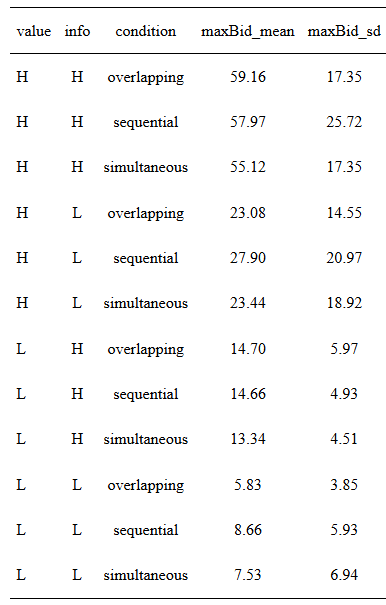 value info condition maxBid_mean maxBid_sd
H H overlapping 59.16 17.35
H H sequential 57.97 25.72
H H simultaneous 55.12 17.35
H L overlapping 23.08 14.55
H L sequential 27.90 20.97
H L simultaneous 23.44 18.92
L H overlapping 14.70 5.97
L H sequential 14.66 4.93
L H simultaneous 13.34 4.51
L L overlapping 5.83 3.85
L L sequential 8.66 5.93
L L simultaneous 7.53 6.94